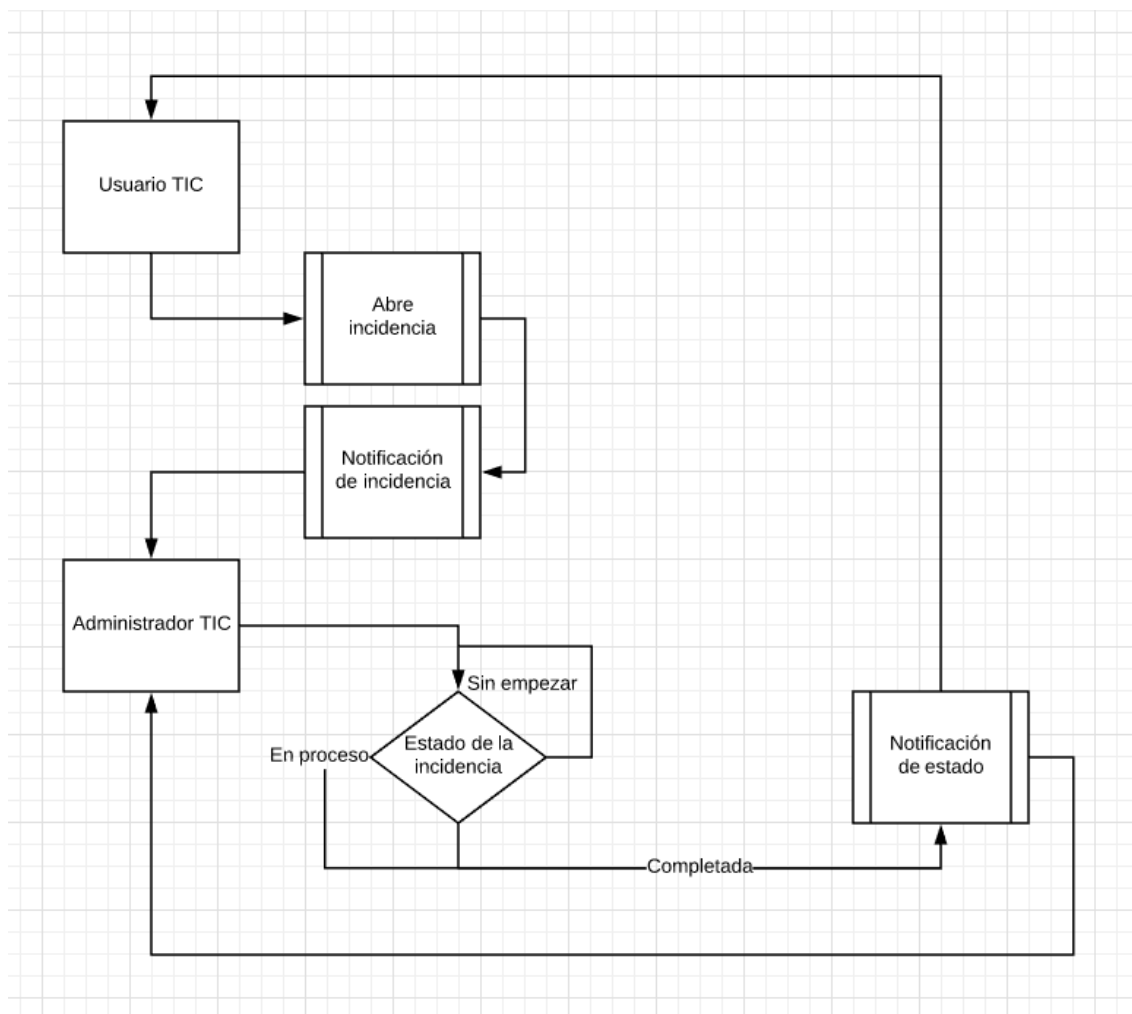 Usuario TIC
Abre
incidencia
Notificación
de incidencia
Administrador TIC
Sin empezar
En proceso
Estado de la
incidencia
Notificación
de estado
Completada